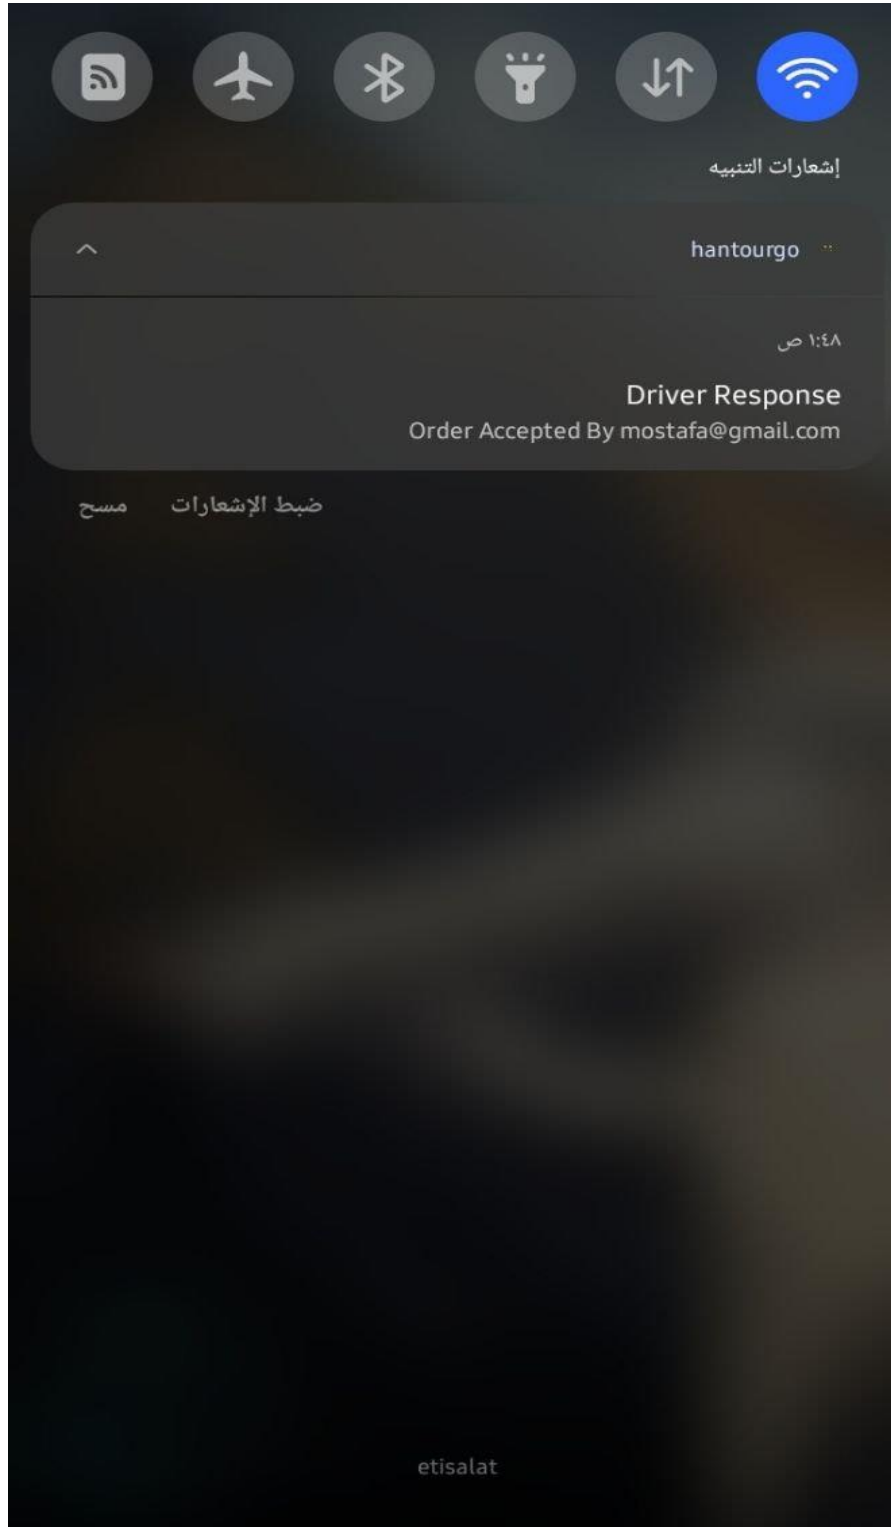 إشعارات التنبيه
hantourgo
١:٤٨ ص
Driver Response
Order Accepted By mostafa@gmail.com
ضبط الإشعارات مسح
etisalat